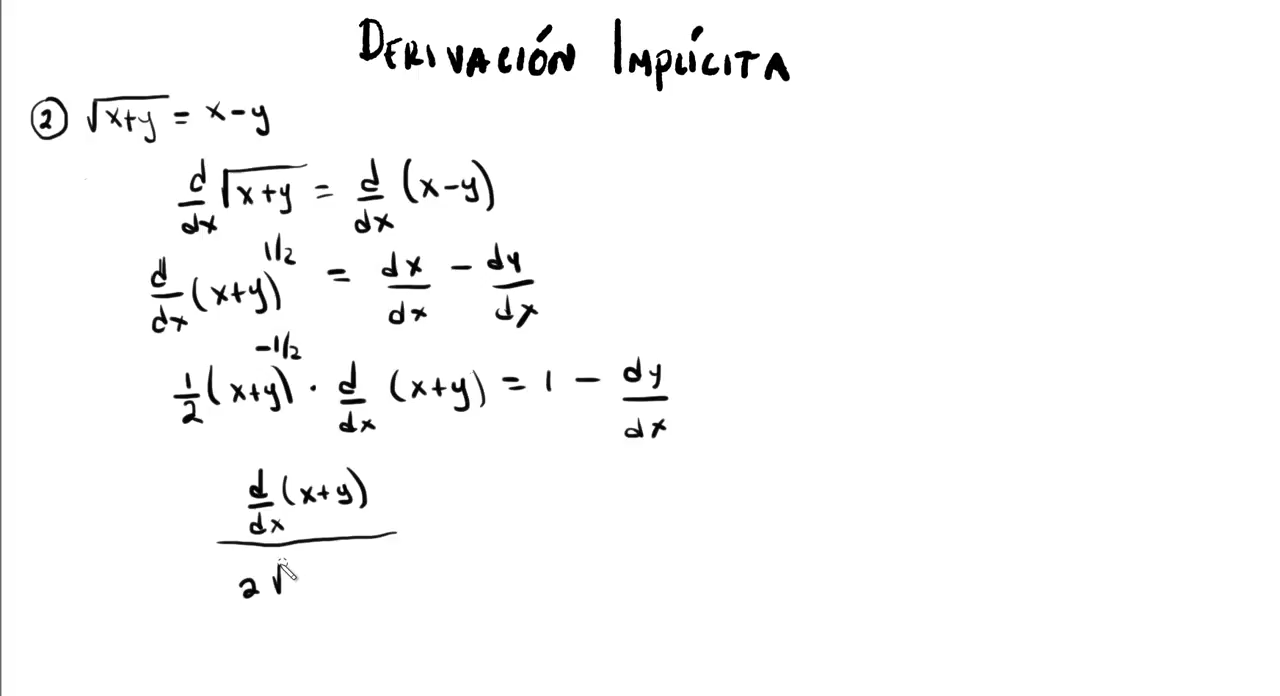 DERIVACIÓN IMPLÍCITA
② √(x+y) = x-y
d/dx √(x+y) = d/dx (x-y)
d/dx (x+y)^1/2 = dx/dx - dy/dx
1/2 (x+y)^-1/2 · d/dx (x+y) = 1 - dy/dx
d/dx (x+y)
2√